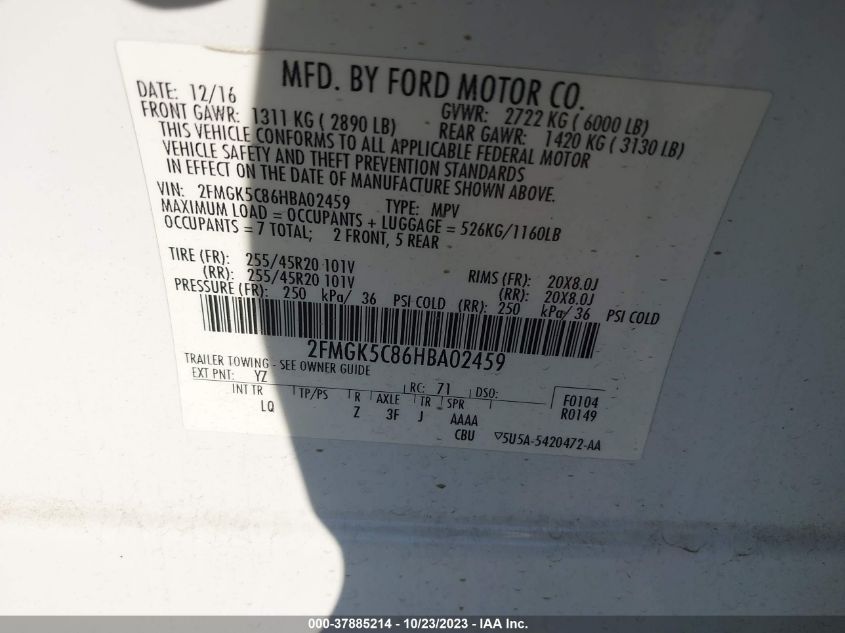 MFD. BY FORD MOTOR CO.
DATE: 12/16 GVWR: 2722 KG ( 6000 LB)
FRONT GAWR: 1311 KG ( 2890 LB) REAR GAWR: 1420 KG ( 3130 LB)
THIS VEHICLE CONFORMS TO ALL APPLICABLE FEDERAL MOTOR
VEHICLE SAFETY AND THEFT PREVENTION STANDARDS
IN EFFECT ON THE DATE OF MANUFACTURE SHOWN ABOVE.
VIN: 2FMGK5C86HBA02459 TYPE: MPV
MAXIMUM LOAD = OCCUPANTS + LUGGAGE = 526KG/1160LB
OCCUPANTS = 7 TOTAL; 2 FRONT, 5 REAR
TIRE (FR): 255/45R20 101V RIMS (FR): 20X8.0J
(RR): 255/45R20 101V (RR): 20X8.0J
PRESSURE (FR): 250 kPa/ 36 PSI COLD (RR): 250 kPa/ 36 PSI COLD
2FMGK5C86HBA02459
TRAILER TOWING - SEE OWNER GUIDE
EXT PNT: YZ RC: 71 DSO: F0104
INT TR TP/PS R AXLE TR SPR R0149
LQ Z 3F J AAAA
CBU ▽5U5A-5420472-AA
000-37885214 - 10/23/2023 - IAA Inc.